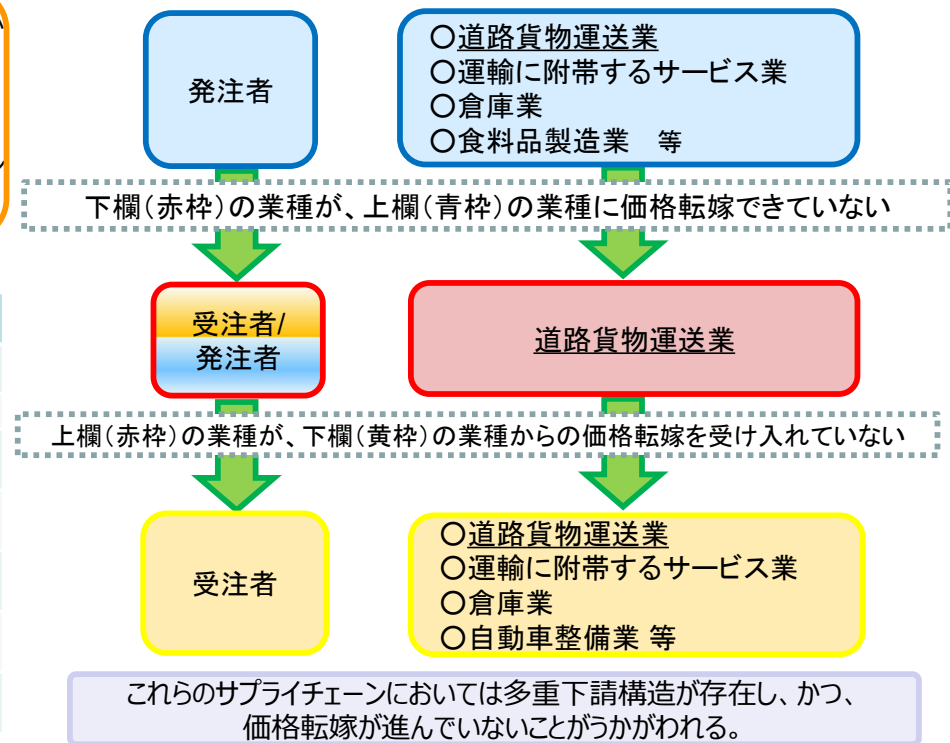 発注者
〇道路貨物運送業
〇運輸に附帯するサービス業
〇倉庫業
〇食料品製造業　等
下欄(赤枠)の業種が、上欄(青枠)の業種に価格転嫁できていない
受注者/
発注者
道路貨物運送業
上欄(赤枠)の業種が、下欄(黄枠)の業種からの価格転嫁を受け入れていない
受注者
〇道路貨物運送業
〇運輸に附帯するサービス業
〇倉庫業
〇自動車整備業 等
これらのサプライチェーンにおいては多重下請構造が存在し、かつ、
価格転嫁が進んでいないことがうかがわれる。